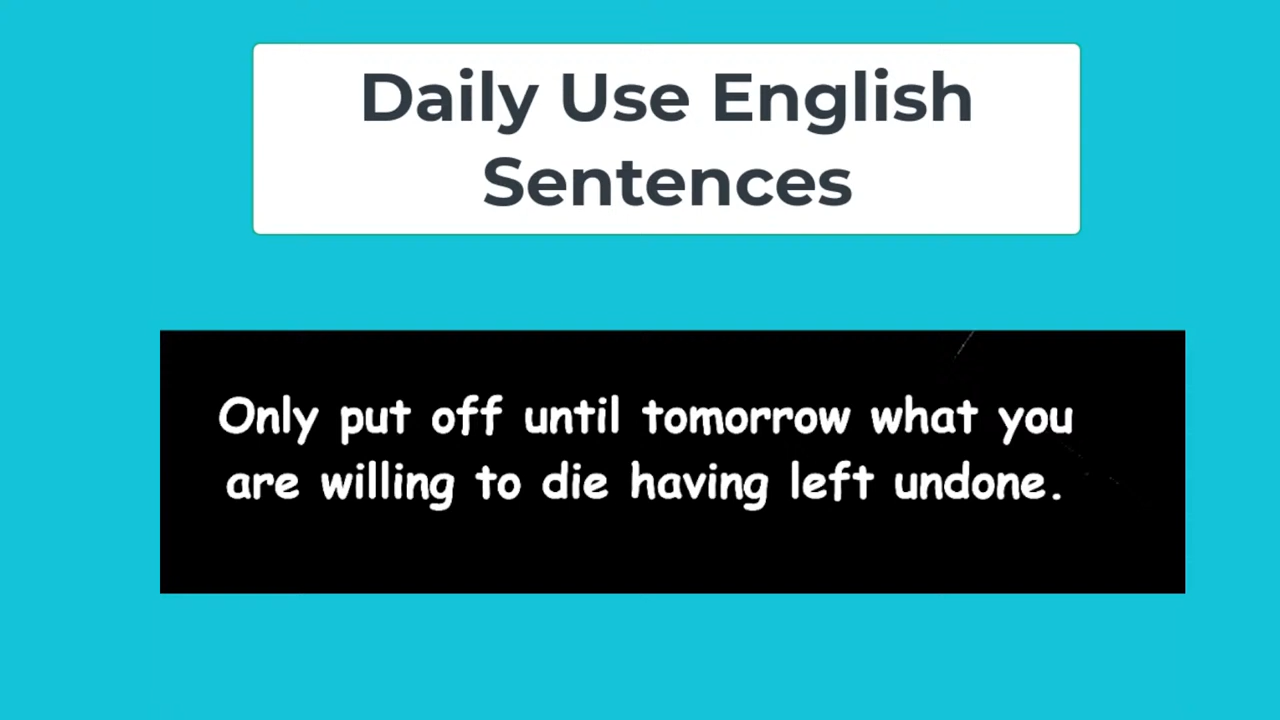 Daily Use English
Sentences
Only put off until tomorrow what you
are willing to die having left undone.